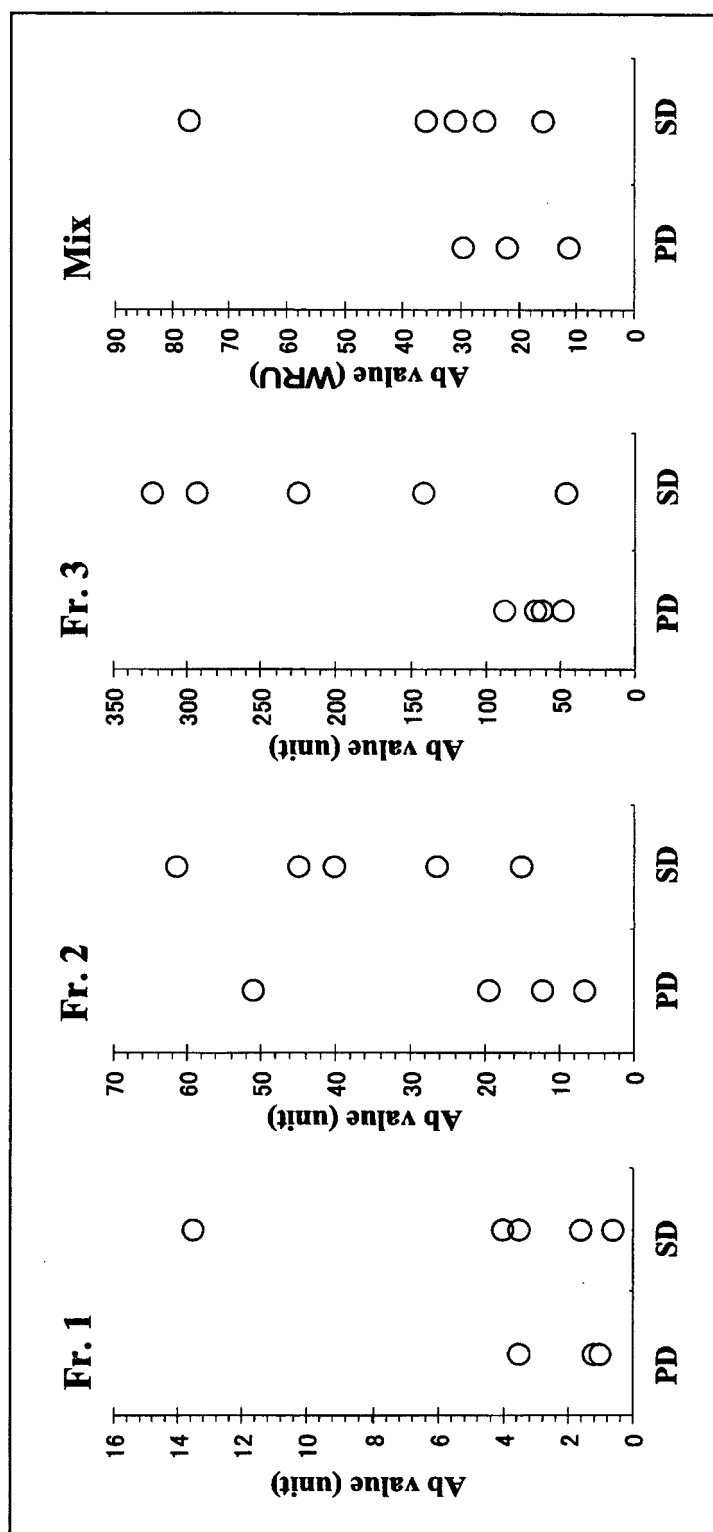 Fr. 1
Ab value (unit)
16
14
12
10
8
6
4
2
0
PD
SD
Fr. 2
Ab value (unit)
70
60
50
40
30
20
10
0
PD
SD
Fr. 3
Ab value (unit)
350
300
250
200
150
100
50
0
PD
SD
Mix
Ab value (WRU)
90
80
70
60
50
40
30
20
10
0
PD
SD